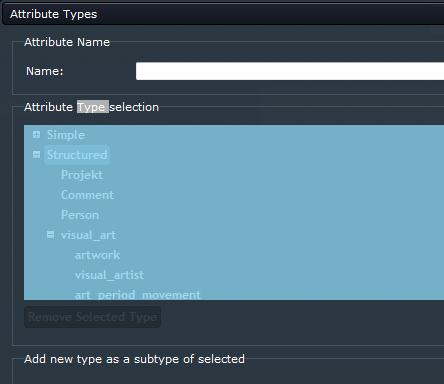 Attribute Types
Attribute Name
Name:
Attribute Type selection
Simple
Structured
Projekt
Comment
Person
visual_art
artwork
visual_artist
art_period_movement
Remove Selected Type
Add new type as a subtype of selected